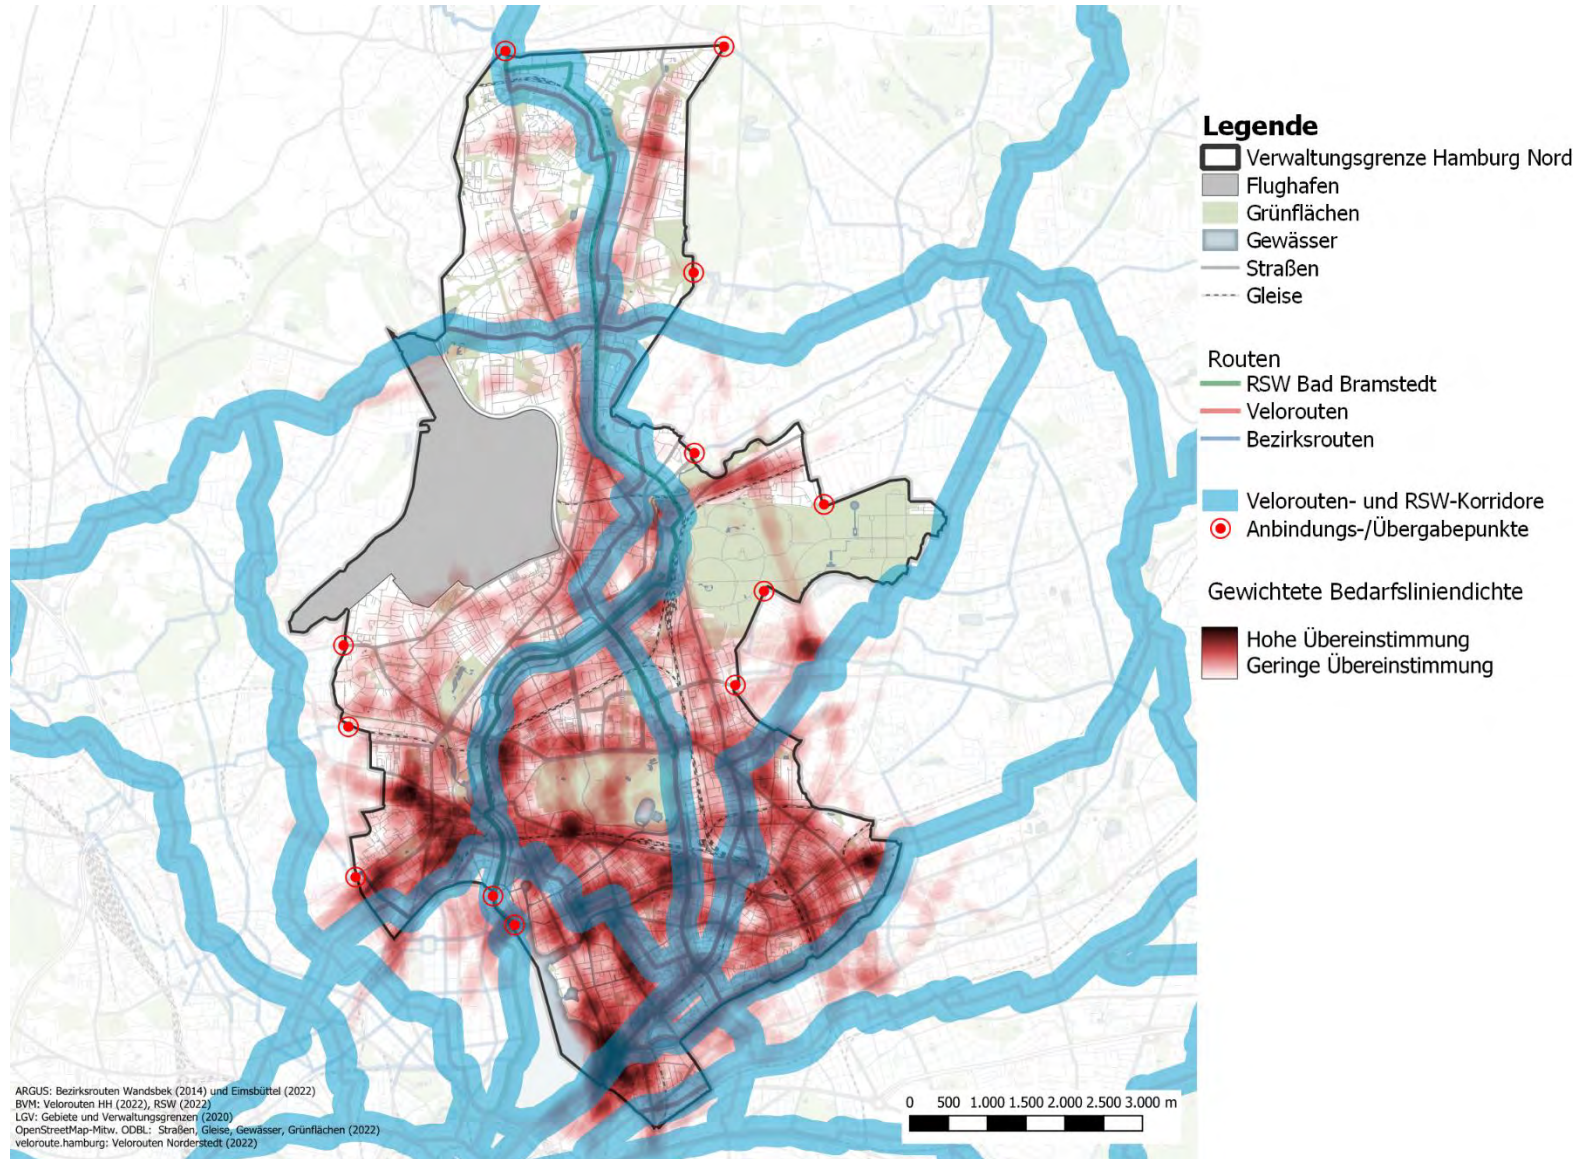 Legende
Verwaltungsgrenze Hamburg Nord
Flughafen
Grünflächen
Gewässer
Straßen
Gleise
Routen
RSW Bad Bramstedt
Velorouten
Bezirksrouten
Velorouten- und RSW-Korridore
Anbindungs-/Übergabepunkte
Gewichtete Bedarfsliniendichte
Hohe Übereinstimmung
Geringe Übereinstimmung
ARGUS: Bezirksrouten Wandsbek (2014) und Eimsbüttel (2022)
BVM: Velorouten HH (2022), RSW (2022)
LGV: Gebiete und Verwaltungsgrenzen (2020)
OpenStreetMap-Mitw. ODBL: Straßen, Gleise, Gewässer, Grünflächen (2022)
veloroute.hamburg: Velorouten Norderstedt (2022)
0 500 1.000 1.500 2.000 2.500 3.000 m